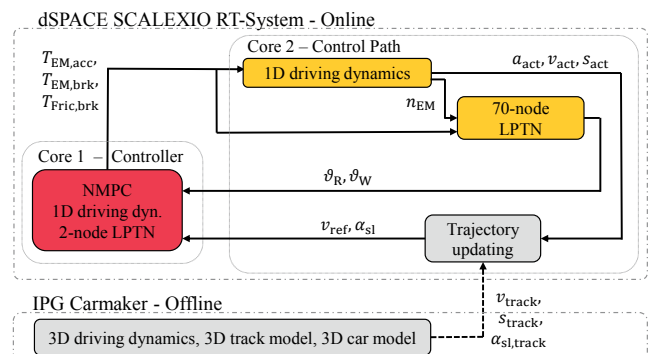 dSPACE SCALEXIO RT-System - Online
Core 2 – Control Path
T_EM,acc,
T_EM,brk,
T_Fric,brk
1D driving dynamics
a_act, v_act, s_act
n_EM
70-node
LPTN
Core 1 – Controller
NMPC
1D driving dyn.
2-node LPTN
ϑ_R, ϑ_W
v_ref, α_sl
Trajectory
updating
IPG Carmaker - Offline
v_track,
s_track,
α_sl,track
3D driving dynamics, 3D track model, 3D car model